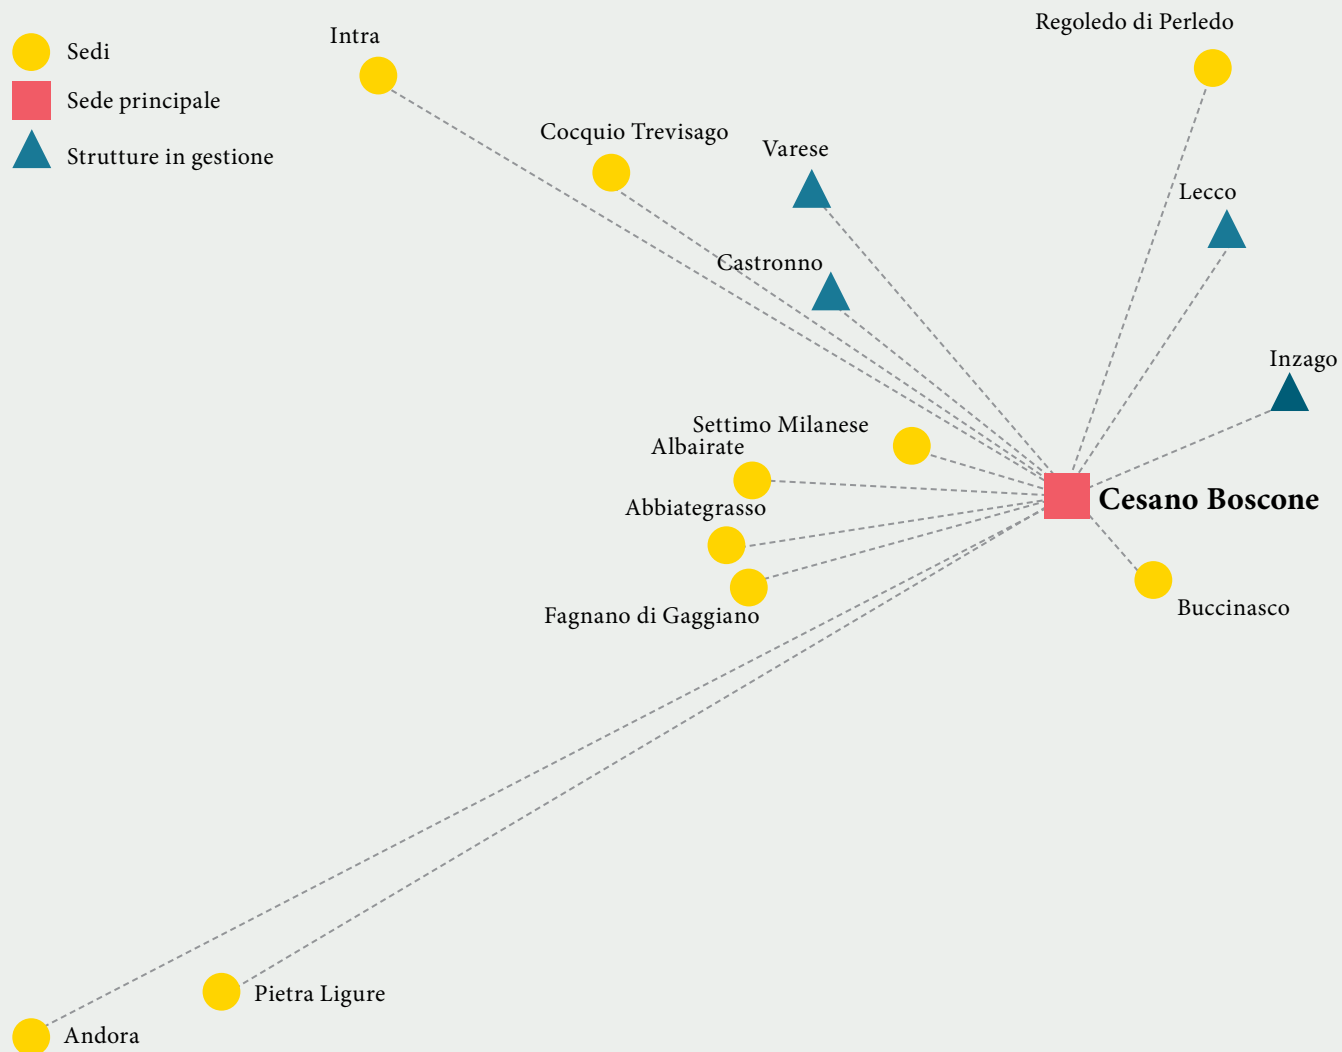 Sedi
Sede principale
Strutture in gestione
Intra
Regoledo di Perledo
Cocquio Trevisago
Varese
Lecco
Castronno
Inzago
Settimo Milanese
Albairate
Cesano Boscone
Abbiategrasso
Fagnano di Gaggiano
Buccinasco
Pietra Ligure
Andora